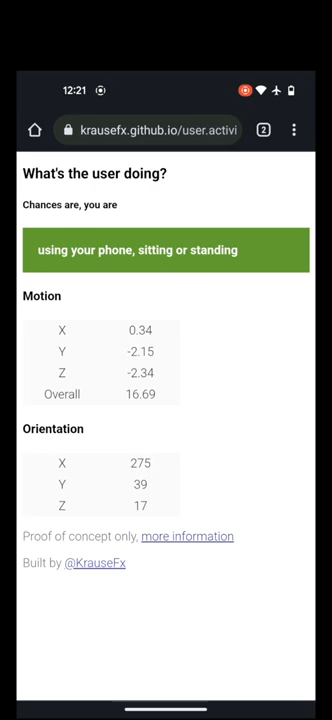 12:21
krausefx.github.io/user.activi
2
What's the user doing?
Chances are, you are
using your phone, sitting or standing
Motion
X 0.34
Y -2.15
Z -2.34
Overall 16.69
Orientation
X 275
Y 39
Z 17
Proof of concept only, more information
Built by @KrauseFx